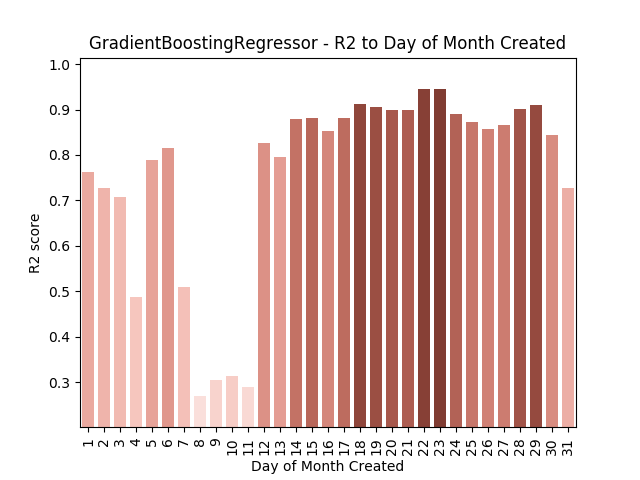 GradientBoostingRegressor - R2 to Day of Month Created
1.0
0.9
0.8
0.7
0.6
0.5
0.4
0.3
R2 score
1 2 3 4 5 6 7 8 9 10 11 12 13 14 15 16 17 18 19 20 21 22 23 24 25 26 27 28 29 30 31
Day of Month Created